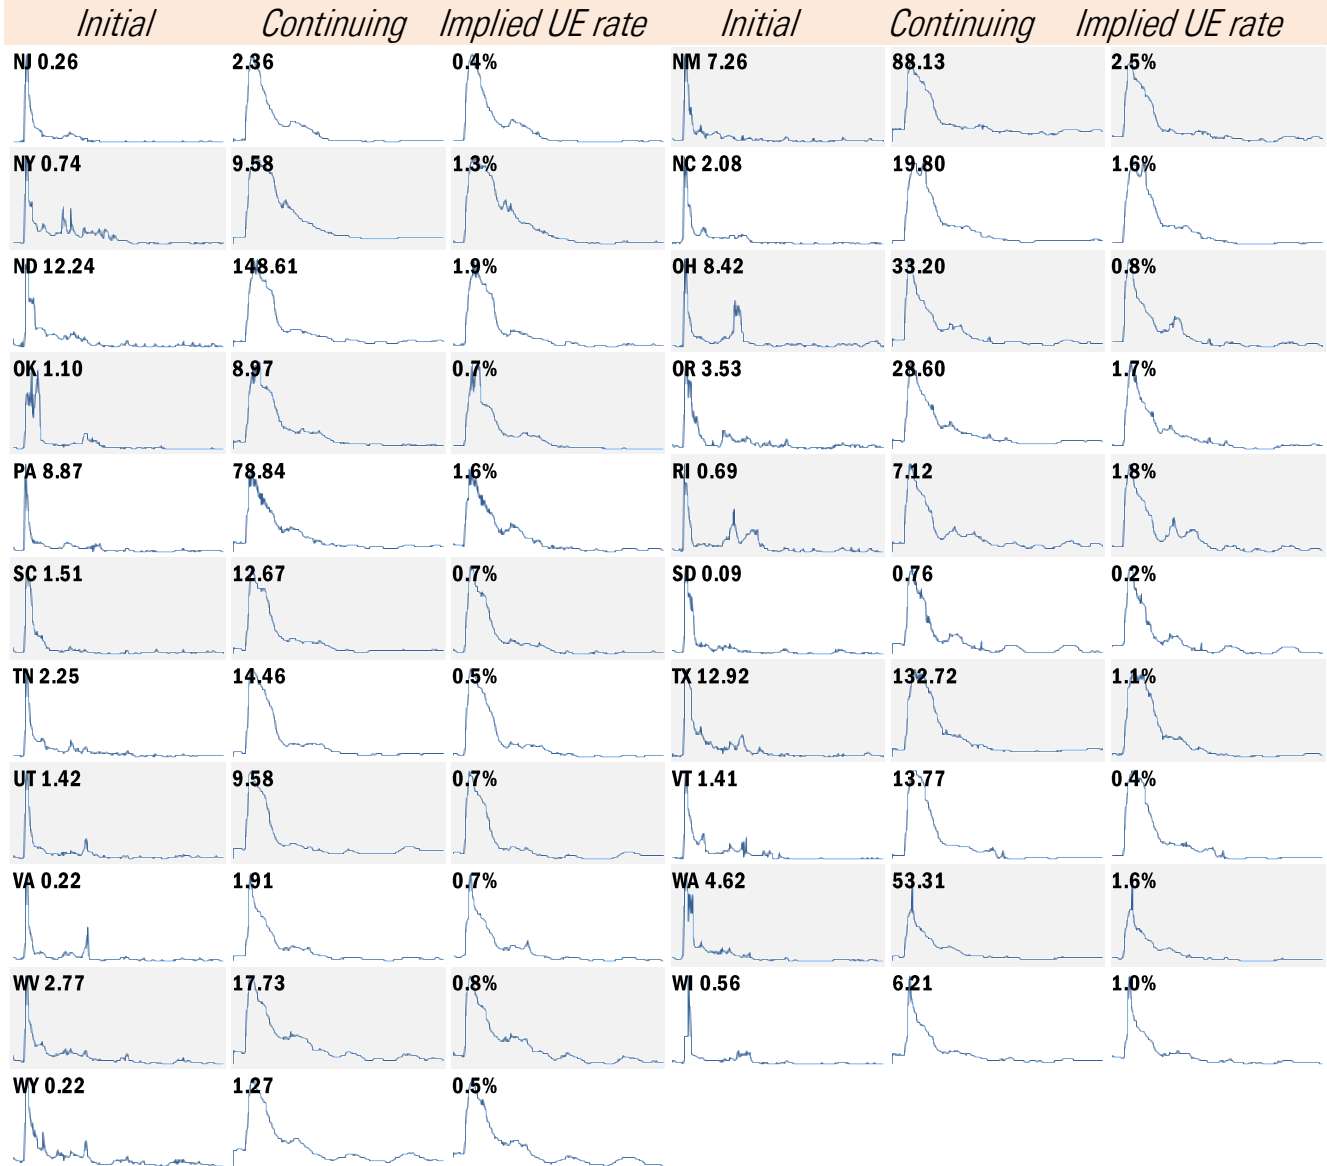 Initial Continuing Implied UE rate Initial Continuing Implied UE rate
NJ 0.26 2.36 0.4% NM 7.26 88.13 2.5%
NY 0.74 9.58 1.3% NC 2.08 19.80 1.6%
ND 12.24 148.61 1.9% OH 8.42 33.20 0.8%
OK 1.10 8.97 0.7% OR 3.53 28.60 1.7%
PA 8.87 78.84 1.6% RI 0.69 7.12 1.8%
SC 1.51 12.67 0.7% SD 0.09 0.76 0.2%
TN 2.25 14.46 0.5% TX 12.92 132.72 1.1%
UT 1.42 9.58 0.7% VT 1.41 13.77 0.4%
VA 0.22 1.91 0.7% WA 4.62 53.31 1.6%
WV 2.77 17.73 0.8% WI 0.56 6.21 1.0%
WY 0.22 1.27 0.5%